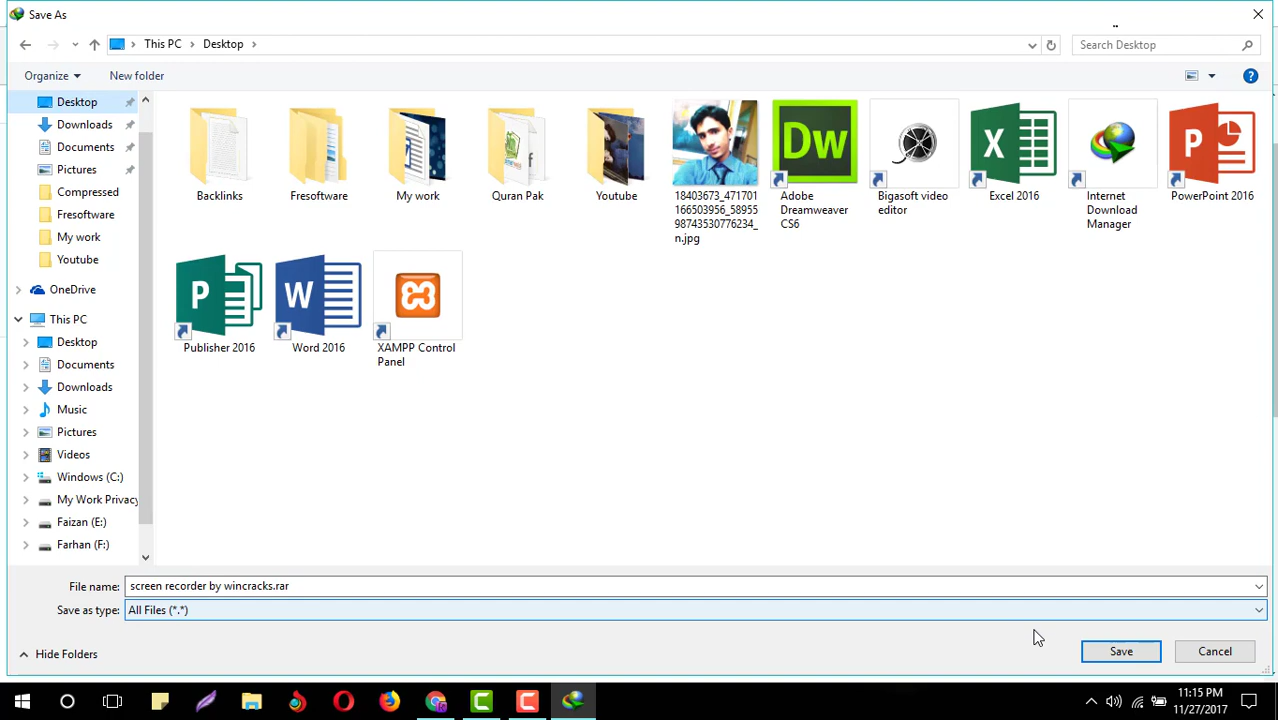 Save As
This PC
Desktop
Search Desktop
Organize
New folder
Desktop
Downloads
Documents
Pictures
Compressed
Fresoftware
My work
Youtube
OneDrive
This PC
Desktop
Documents
Downloads
Music
Pictures
Videos
Windows (C:)
My Work Privacy
Faizan (E:)
Farhan (F:)
Backlinks
Fresoftware
My work
Quran Pak
Youtube
18403673_471701
166503956_58955
98743530776234_
n.jpg
Dw
Adobe
Dreamweaver
CS6
Bigasoft video
editor
X
Excel 2016
Internet
Download
Manager
P
PowerPoint 2016
P
Publisher 2016
W
Word 2016
XAMPP Control
Panel
File name: screen recorder by wincracks.rar
Save as type: All Files (*.*)
Hide Folders
Save
Cancel
11:15 PM
11/27/2017